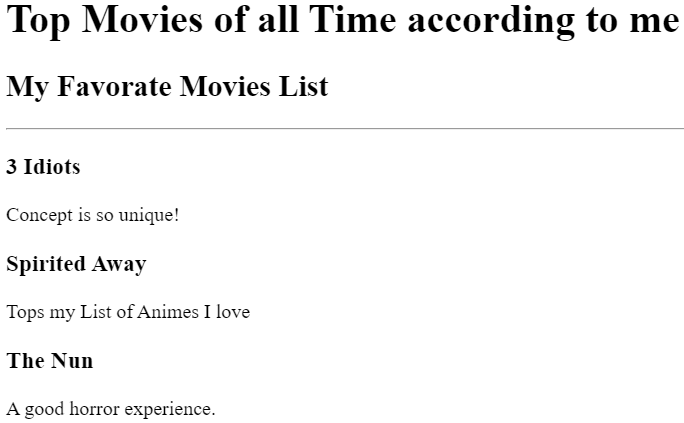 Top Movies of all Time according to me
My Favorate Movies List
3 Idiots
Concept is so unique!
Spirited Away
Tops my List of Animes I love
The Nun
A good horror experience.